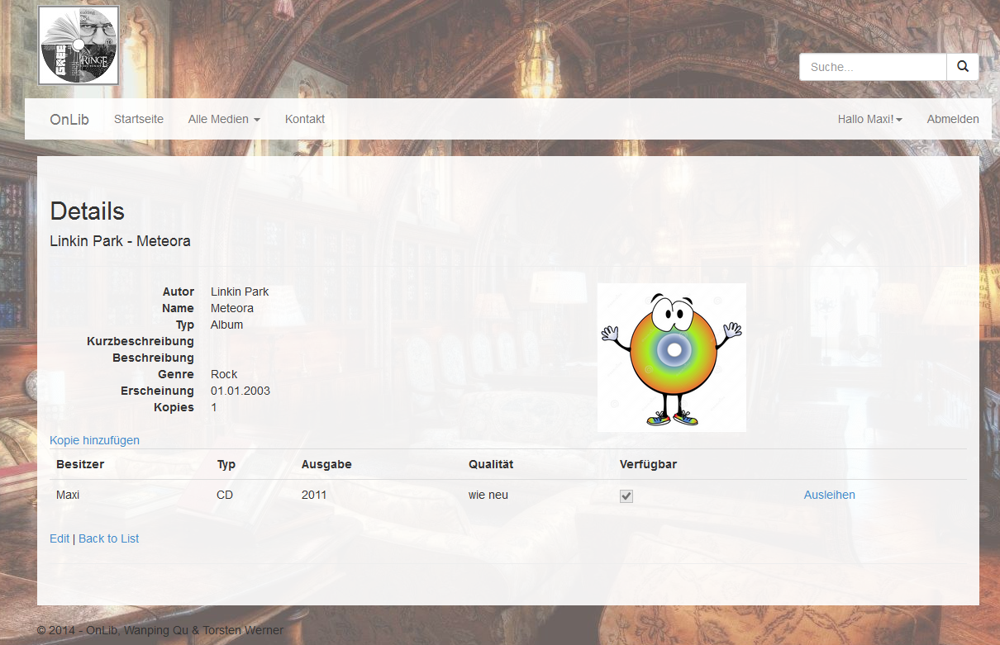 GREE
RINGE
Suche...
OnLib Startseite Alle Medien Kontakt Hallo Maxi! Abmelden
Details
Linkin Park - Meteora
Autor Linkin Park
Name Meteora
Typ Album
Kurzbeschreibung
Beschreibung
Genre Rock
Erscheinung 01.01.2003
Kopies 1
Kopie hinzufügen
Besitzer Typ Ausgabe Qualität Verfügbar
Maxi CD 2011 wie neu Ausleihen
Edit | Back to List
© 2014 - OnLib, Wanping Qu & Torsten Werner